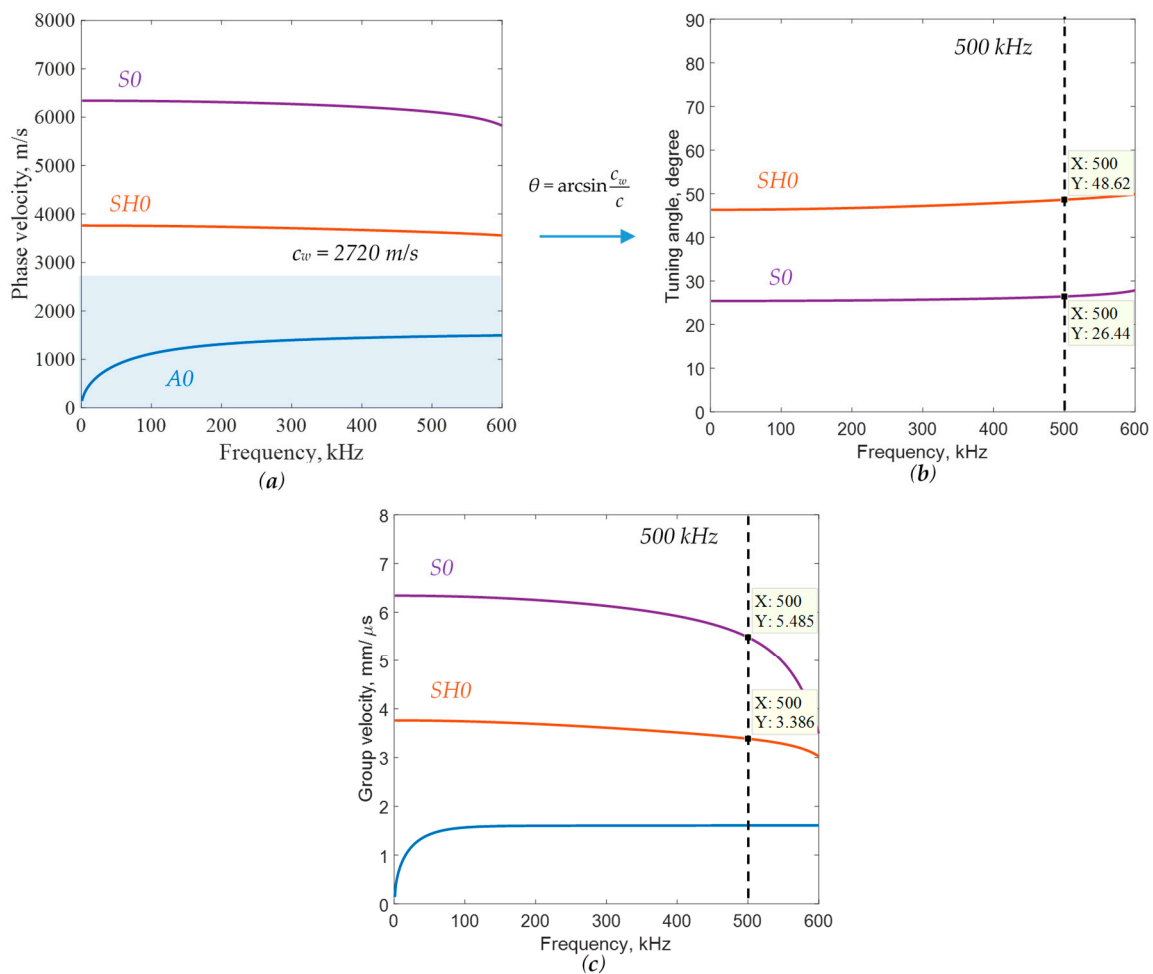 8000
7000
6000
5000
4000
3000
2000
1000
0
Phase velocity, m/s
S0
SH0
c_w = 2720 m/s
A0
0 100 200 300 400 500 600
Frequency, kHz
(a)
θ = arcsin c_w/c
90
80
70
60
50
40
30
20
10
0
Tuning angle, degree
500 kHz
SH0
X: 500
Y: 48.62
S0
X: 500
Y: 26.44
0 100 200 300 400 500 600
Frequency, kHz
(b)
8
7
6
5
4
3
2
1
0
Group velocity, mm/μs
500 kHz
S0
X: 500
Y: 5.485
SH0
X: 500
Y: 3.386
0 100 200 300 400 500 600
Frequency, kHz
(c)